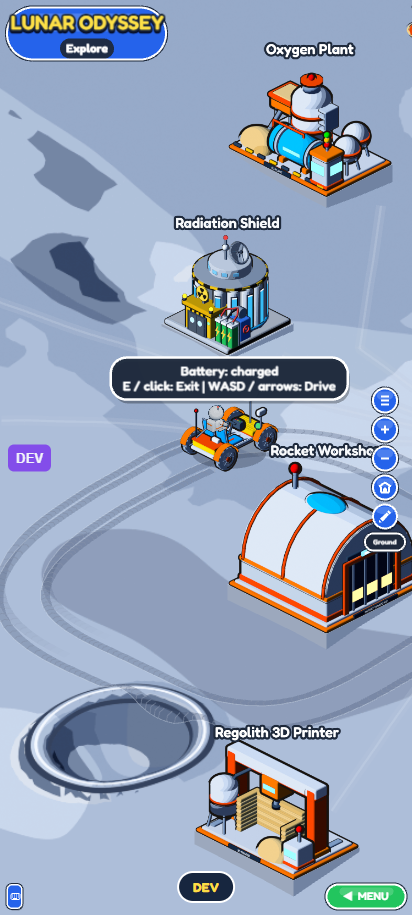 LUNAR ODYSSEY
Explore
Oxygen Plant
Radiation Shield
Battery: charged
E / click: Exit | WASD / arrows: Drive
DEV
Rocket Worksho
Ground
Regolith 3D Printer
DEV
MENU